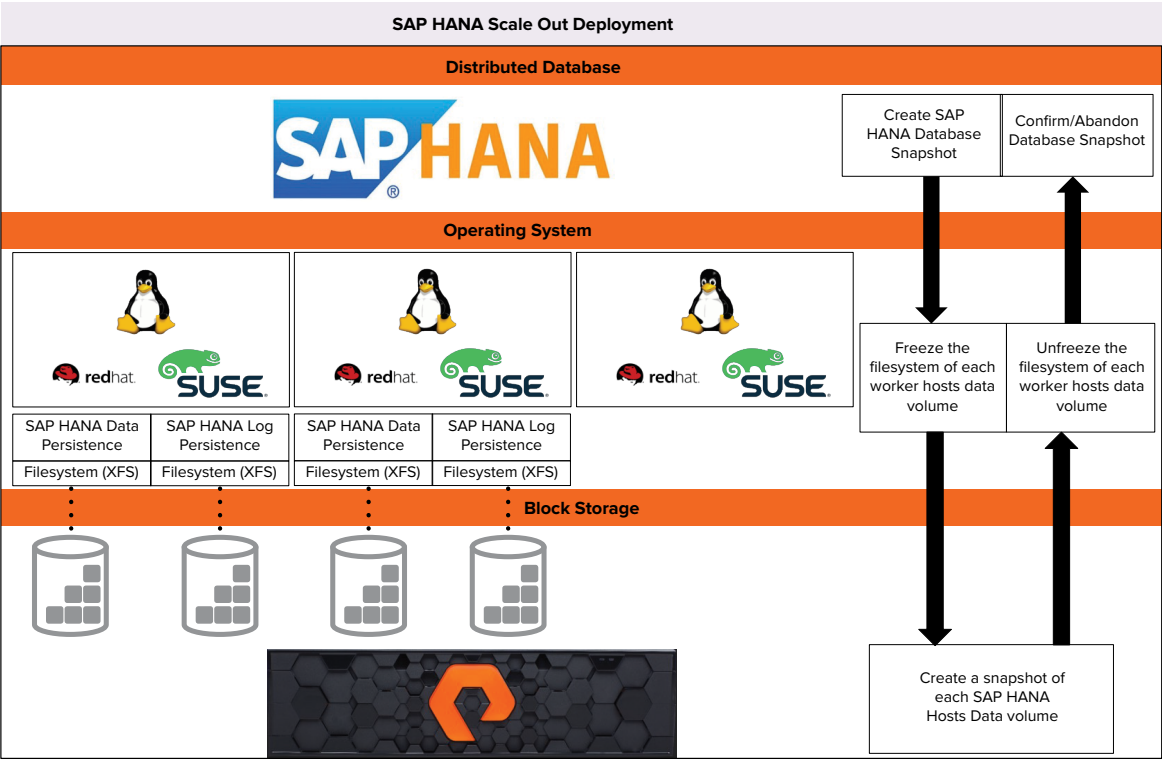 SAP HANA Scale Out Deployment
Distributed Database
SAP HANA
®
Create SAP
HANA Database
Snapshot
Confirm/Abandon
Database Snapshot
Operating System
redhat.
SUSE.
redhat.
SUSE.
redhat.
SUSE.
Freeze the
filesystem of each
worker hosts data
volume
Unfreeze the
filesystem of each
worker hosts data
volume
SAP HANA Data
Persistence
SAP HANA Log
Persistence
SAP HANA Data
Persistence
SAP HANA Log
Persistence
Filesystem (XFS)
Filesystem (XFS)
Filesystem (XFS)
Filesystem (XFS)
Block Storage
Create a snapshot of
each SAP HANA
Hosts Data volume